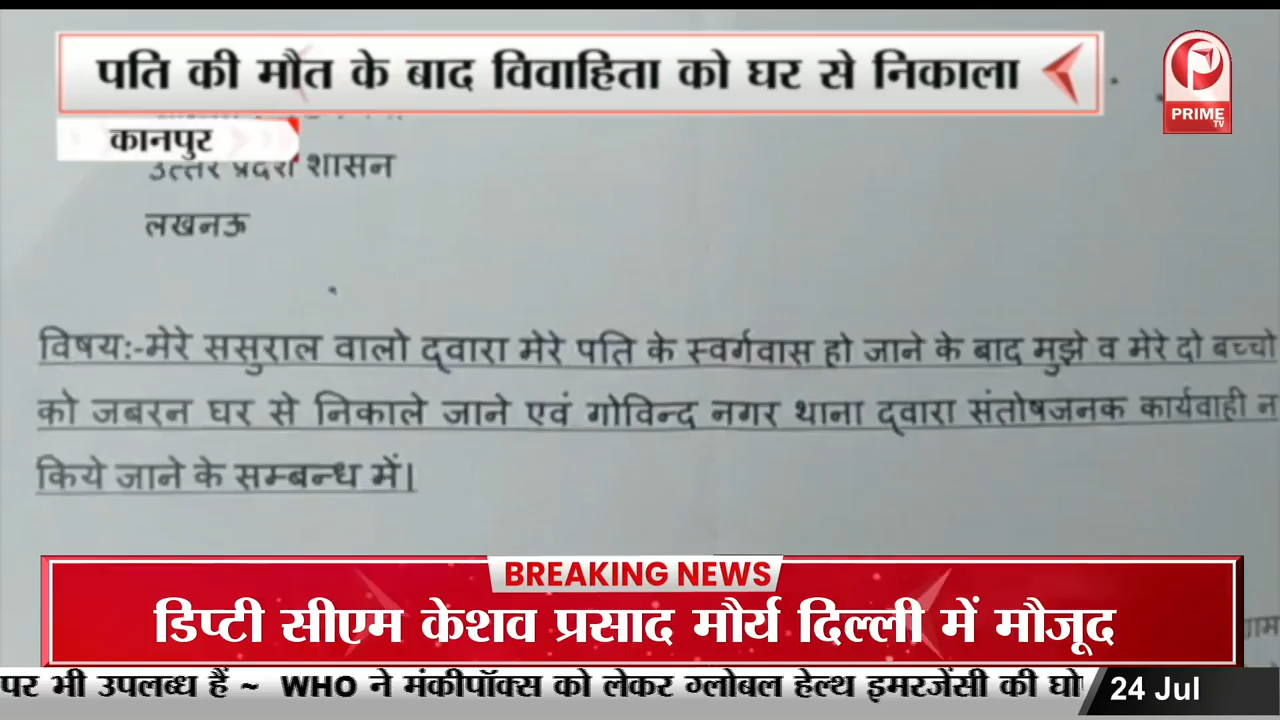 पति की मौत के बाद विवाहिता को घर से निकाला
PRIME
TV
कानपुर
उत्तर प्रदेश शासन
लखनऊ
विषय:-मेरे ससुराल वालो द्वारा मेरे पति के स्वर्गवास हो जाने के बाद मुझे व मेरे दो बच्चो
को जबरन घर से निकाले जाने एवं गोविन्द नगर थाना द्वारा संतोषजनक कार्यवाही न
किये जाने के सम्बन्ध में।
BREAKING NEWS
डिप्टी सीएम केशव प्रसाद मौर्य दिल्ली में मौजूद
पर भी उपलब्ध हैं ~ WHO ने मंकीपॉक्स को लेकर ग्लोबल हेल्थ इमरजेंसी की घो
24 Jul